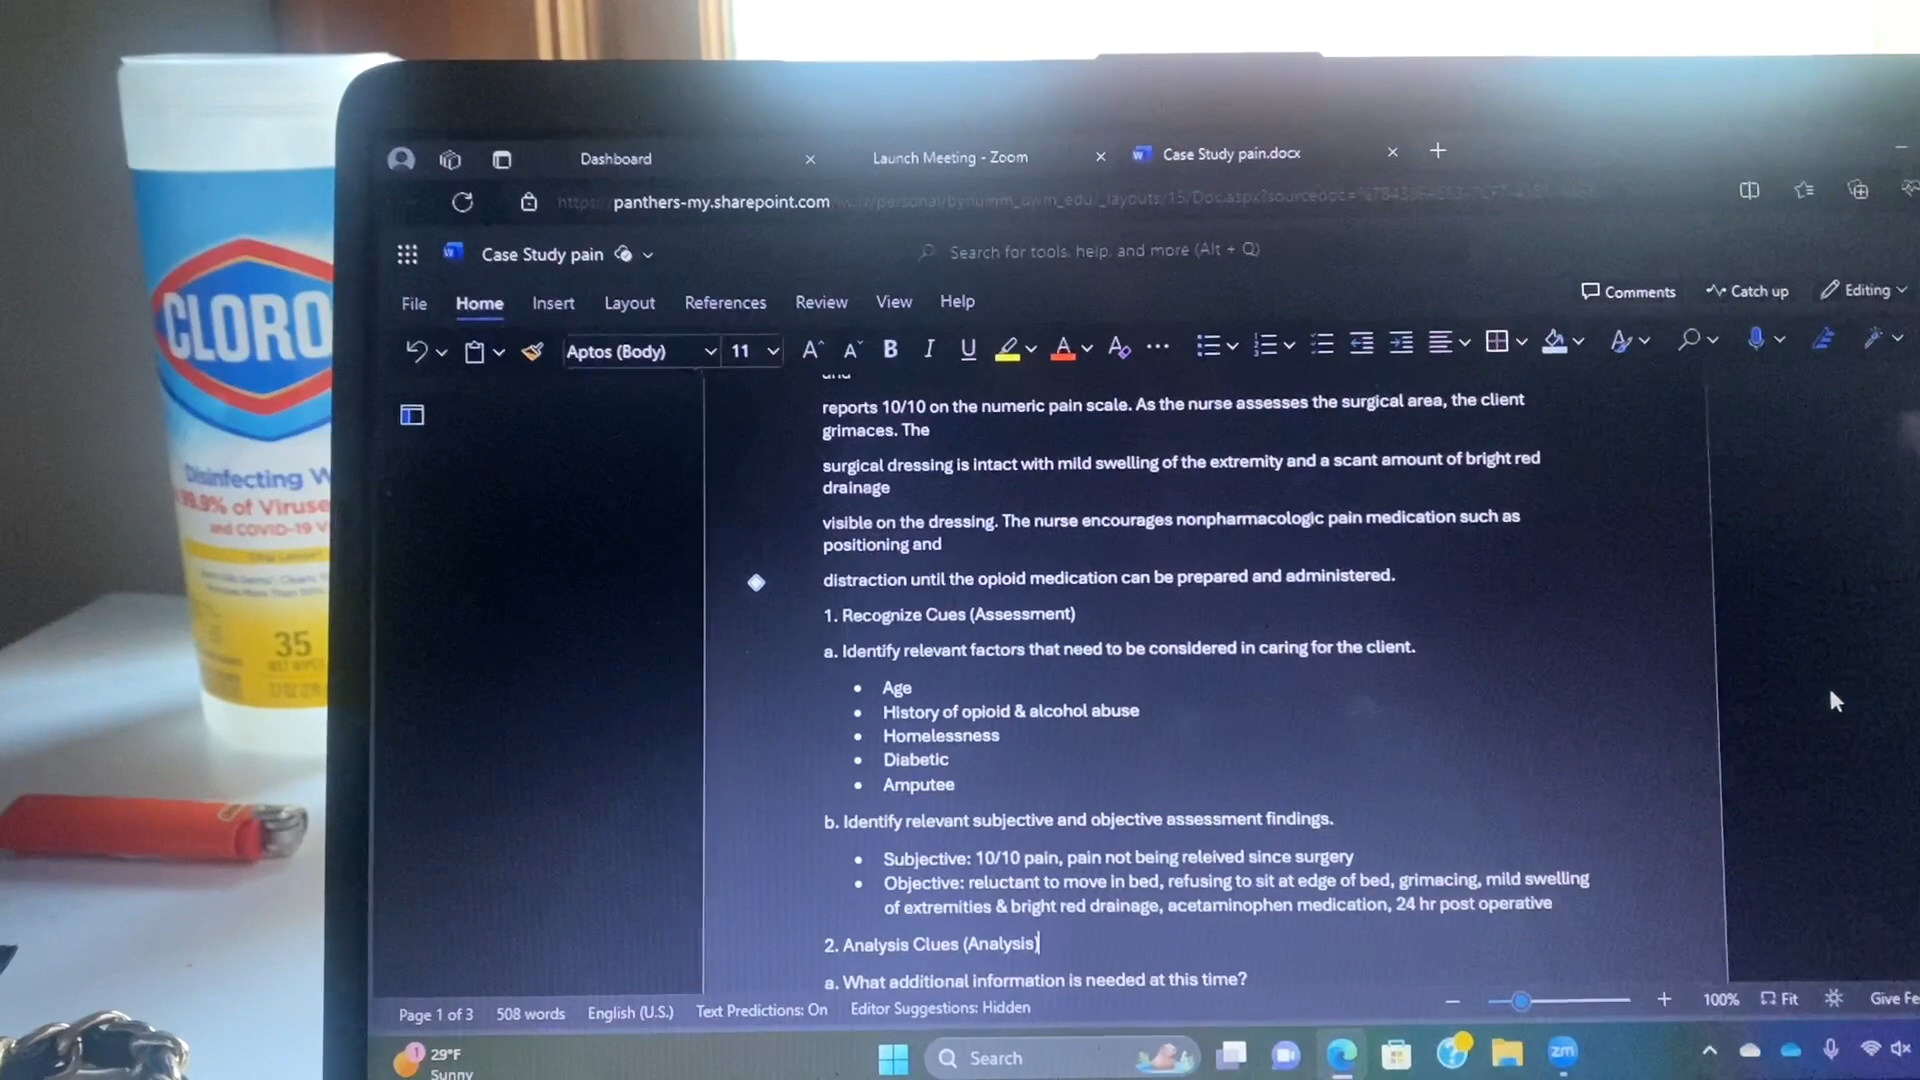 Dashboard
Launch Meeting - Zoom
Case Study pain.docx
panthers-my.sharepoint.com
Case Study pain
Search for tools, help, and more (Alt + Q)
File Home Insert Layout References Review View Help
Comments Catch up Editing
Aptos (Body) 11
and
reports 10/10 on the numeric pain scale. As the nurse assesses the surgical area, the client
grimaces. The
surgical dressing is intact with mild swelling of the extremity and a scant amount of bright red
drainage
visible on the dressing. The nurse encourages nonpharmacologic pain medication such as
positioning and
distraction until the opioid medication can be prepared and administered.
1. Recognize Cues (Assessment)
a. Identify relevant factors that need to be considered in caring for the client.
• Age
• History of opioid & alcohol abuse
• Homelessness
• Diabetic
• Amputee
b. Identify relevant subjective and objective assessment findings.
• Subjective: 10/10 pain, pain not being releived since surgery
• Objective: reluctant to move in bed, refusing to sit at edge of bed, grimacing, mild swelling
of extremities & bright red drainage, acetaminophen medication, 24 hr post operative
2. Analysis Clues (Analysis)
a. What additional information is needed at this time?
Page 1 of 3 508 words English (U.S.) Text Predictions: On Editor Suggestions: Hidden
100% Fit Give Fe
29°F
Sunny
Search
zm
CLORO
Disinfecting W
99.9% of Viruse
and COVID-19 V
35
WET WIPES